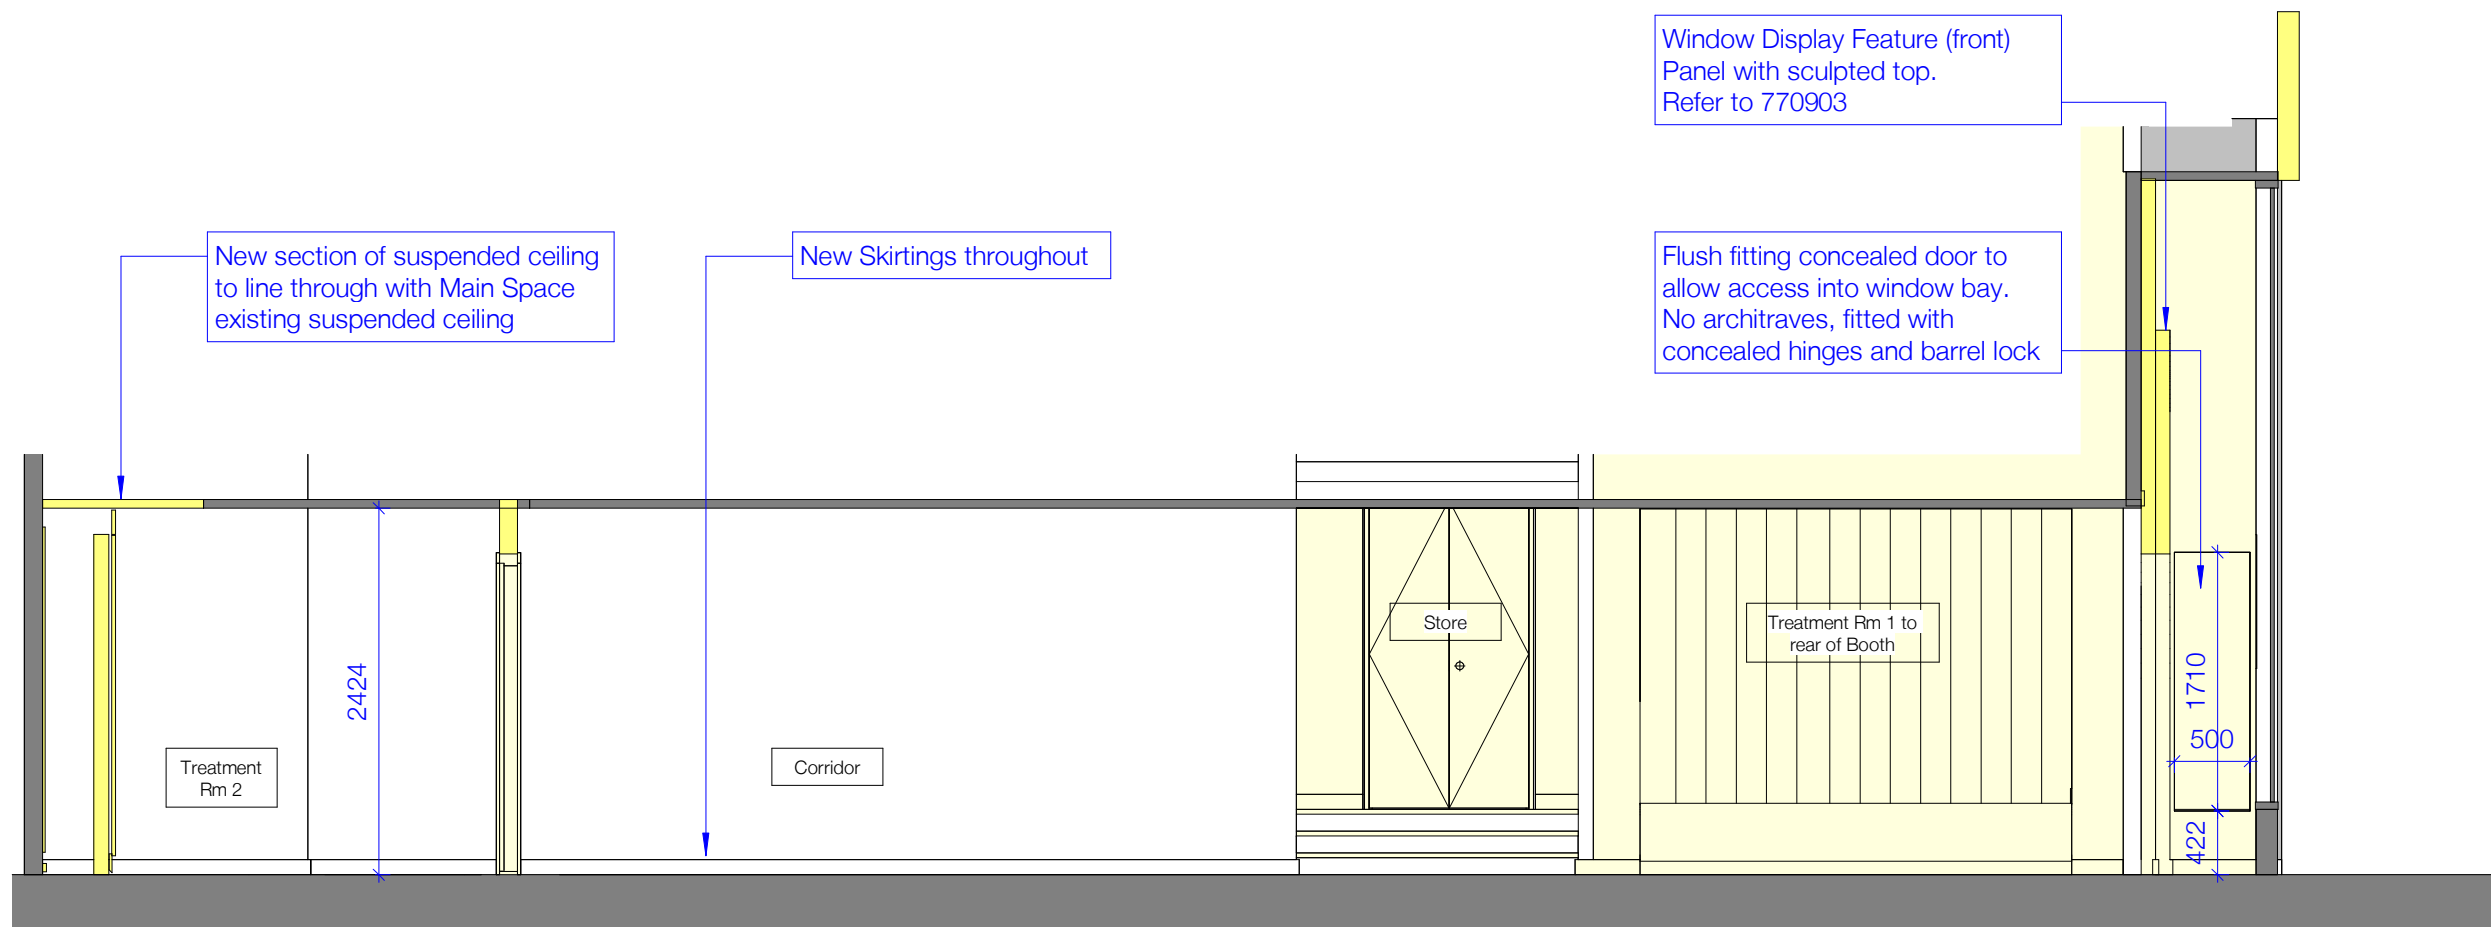 Window Display Feature (front)
Panel with sculpted top.
Refer to 770903
New section of suspended ceiling
to line through with Main Space
existing suspended ceiling
New Skirtings throughout
Flush fitting concealed door to
allow access into window bay.
No architraves, fitted with
concealed hinges and barrel lock
Store
Treatment Rm 1 to
rear of Booth
2424
1710
500
Treatment
Rm 2
Corridor
422